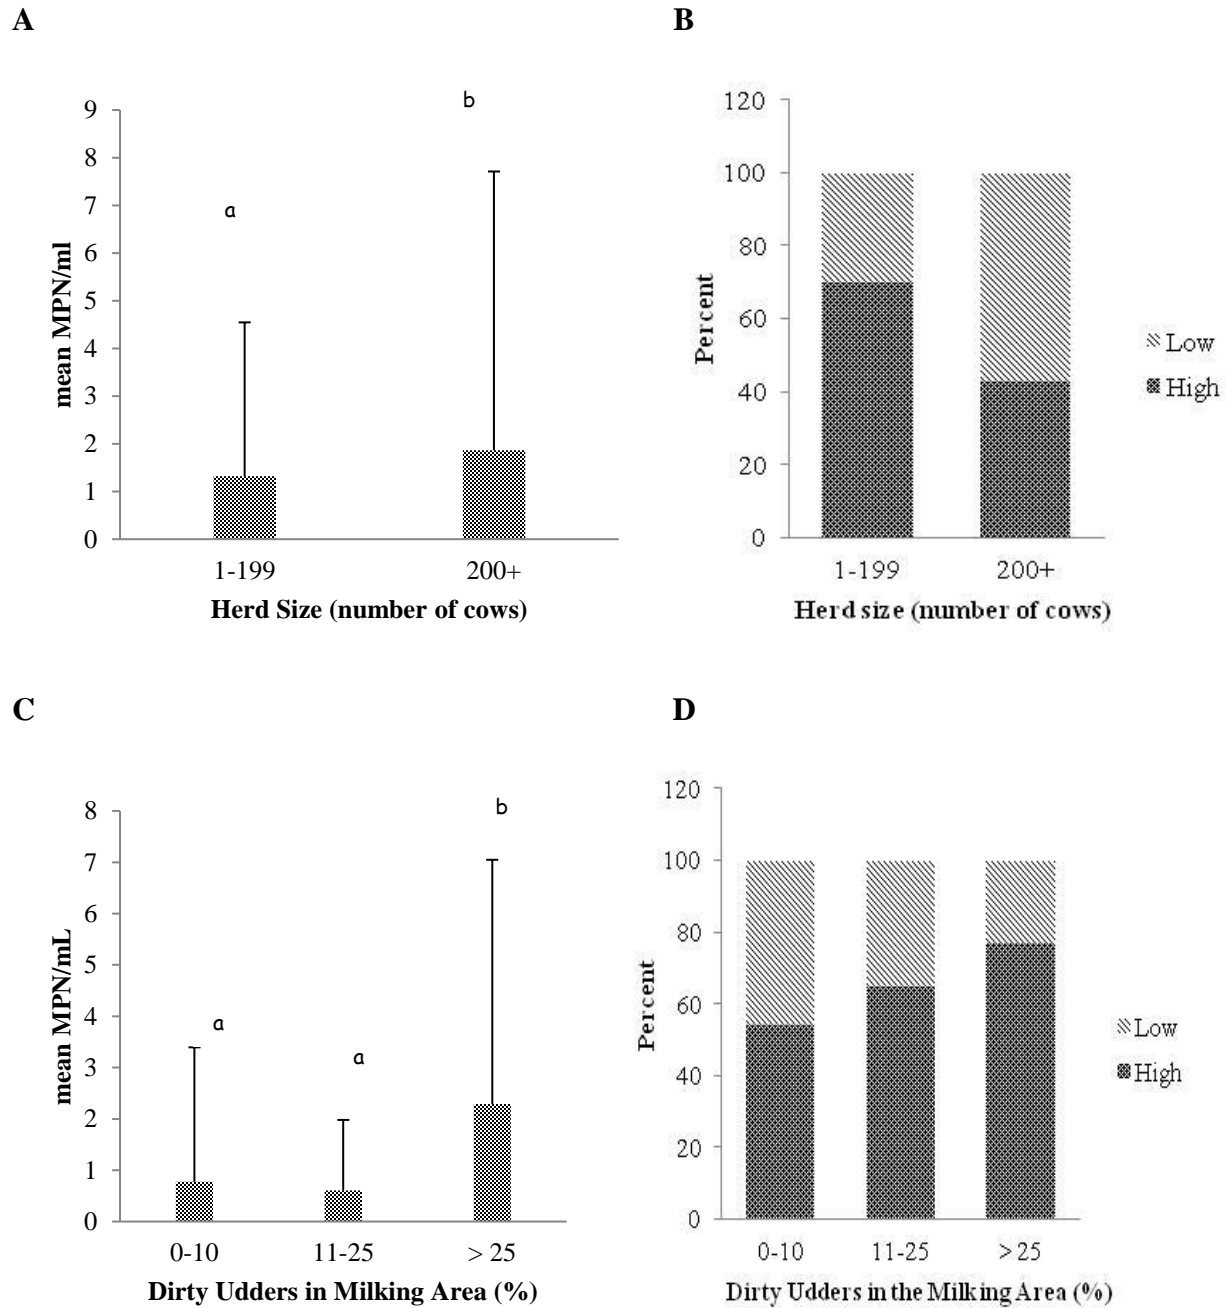 A
9
8
7
6
5
4
3
2
1
0
mean MPN/ml
a
b
1-199 200+
Herd Size (number of cows)
B
120
100
80
60
40
20
0
Percent
Low
High
1-199 200+
Herd size (number of cows)
C
8
7
6
5
4
3
2
1
0
mean MPN/mL
a
a
b
0-10 11-25 > 25
Dirty Udders in Milking Area (%)
D
120
100
80
60
40
20
0
Percent
Low
High
0-10 11-25 >25
Dirty Udders in the Milking Area (%)